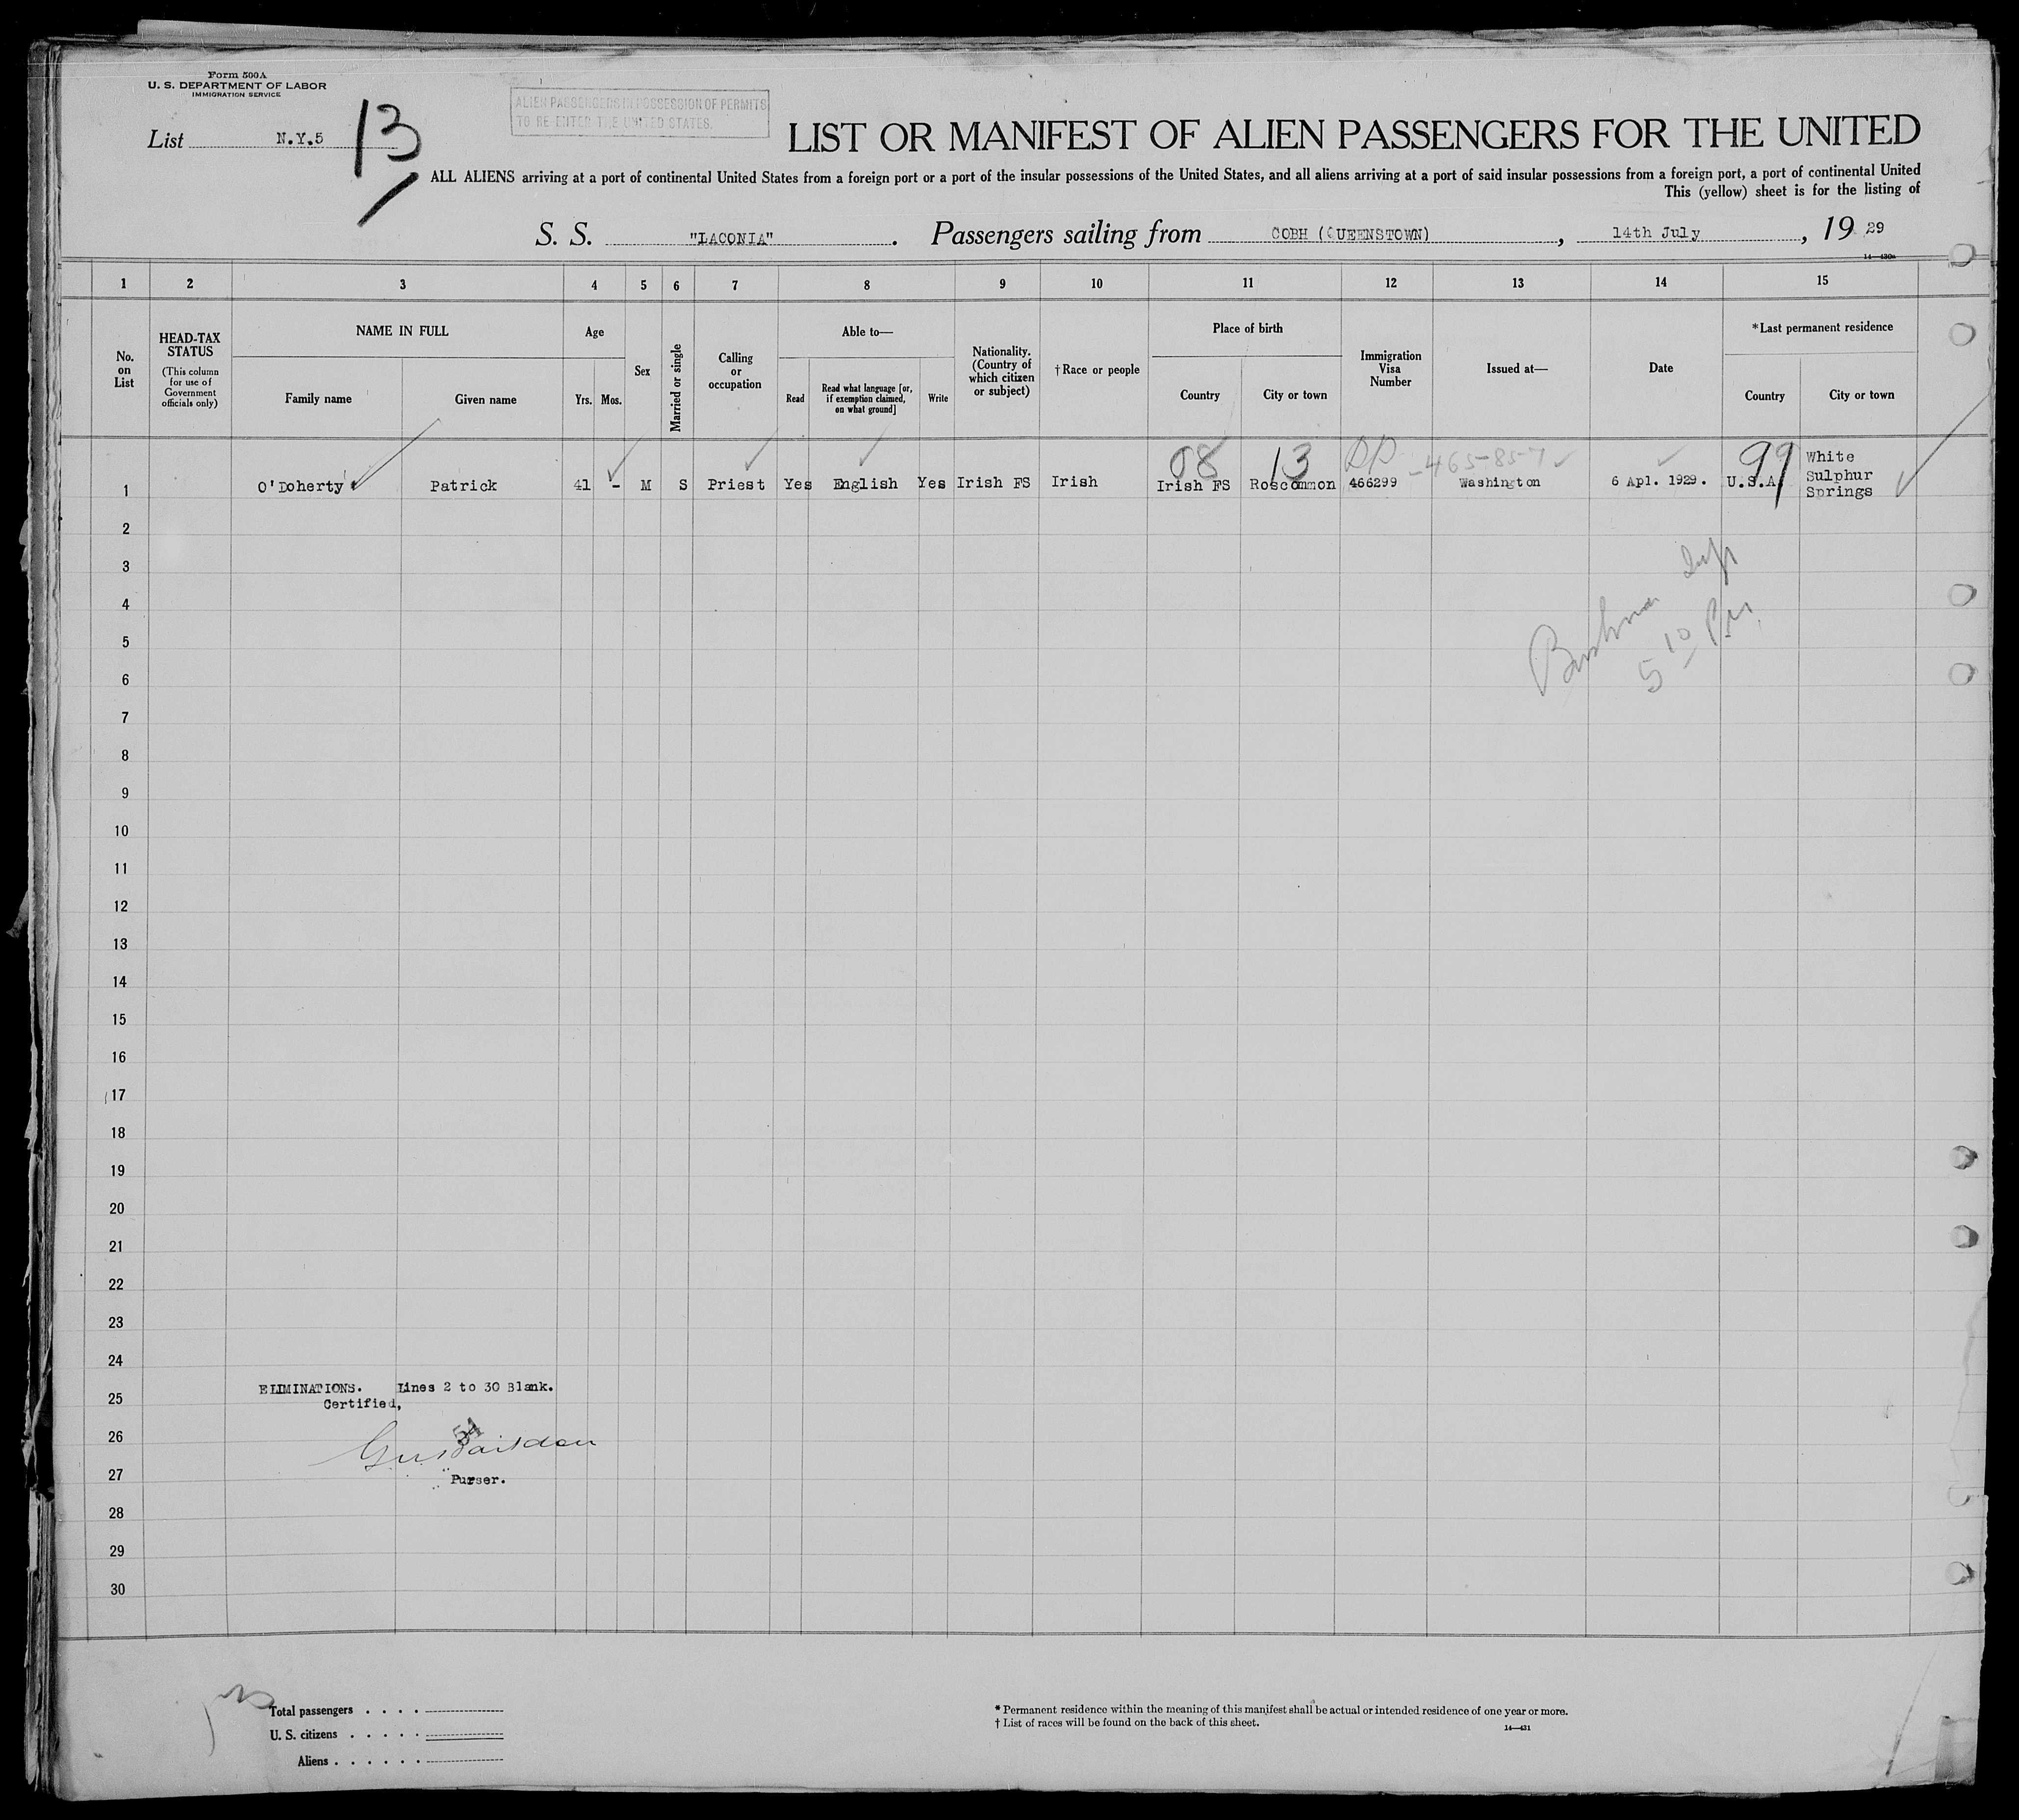 Form 500A
U. S. DEPARTMENT OF LABOR
IMMIGRATION SERVICE
List N.Y.5 13
ALIEN PASSENGERS IN POSSESSION OF PERMITS
TO RE-ENTER THE UNITED STATES.
LIST OR MANIFEST OF ALIEN PASSENGERS FOR THE UNITED
ALL ALIENS arriving at a port of continental United States from a foreign port or a port of the insular possessions of the United States, and all aliens arriving at a port of said insular possessions from a foreign port, a port of continental United
This (yellow) sheet is for the listing of
S. S. "LACONIA". Passengers sailing from COBH (QUEENSTOWN), 14th July, 19 29
14—430a
1 2 3 4 5 6 7 8 9 10 11 12 13 14 15
No. on List
HEAD-TAX STATUS
(This column for use of Government officials only)
NAME IN FULL
Family name Given name
Age
Yrs. Mos.
Sex
Married or single
Calling or occupation
Able to—
Read
Read what language [or, if exemption claimed, on what ground]
Write
Nationality. (Country of which citizen or subject)
†Race or people
Place of birth
Country City or town
Immigration Visa Number
Issued at—
Date
*Last permanent residence
Country City or town
08 13 -465-85-7 99
1 O'Doherty Patrick 41 - M S Priest Yes English Yes Irish FS Irish Irish FS Roscommon 466299 Washington 6 Apl. 1929. U.S.A White Sulphur Springs
2
3
4
5
5 10 PM
6
7
8
9
10
11
12
13
14
15
16
17
18
19
20
21
22
23
24
ELIMINATIONS. Lines 2 to 30 Blank.
25
Certified,
26
54
27
Purser.
28
29
30
Total passengers
U. S. citizens
Aliens
* Permanent residence within the meaning of this manifest shall be actual or intended residence of one year or more.
† List of races will be found on the back of this sheet.
14—431